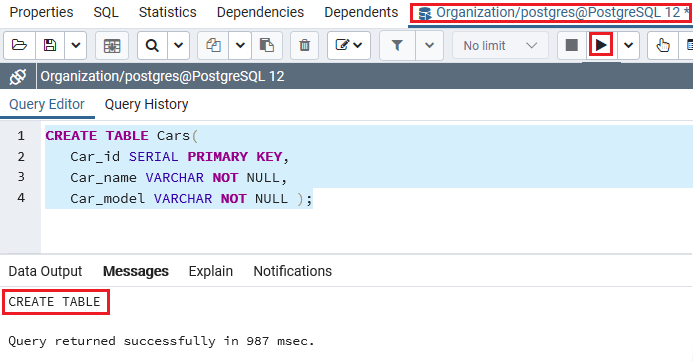 Properties SQL Statistics Dependencies Dependents Organization/postgres@PostgreSQL 12 *
No limit
Organization/postgres@PostgreSQL 12
Query Editor Query History
1 CREATE TABLE Cars(
2 Car_id SERIAL PRIMARY KEY,
3 Car_name VARCHAR NOT NULL,
4 Car_model VARCHAR NOT NULL );
Data Output Messages Explain Notifications
CREATE TABLE
Query returned successfully in 987 msec.